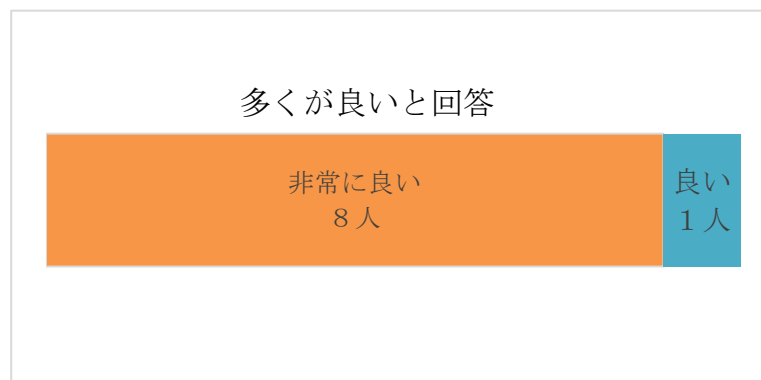 多くが良いと回答
非常に良い
８人
良い
１人